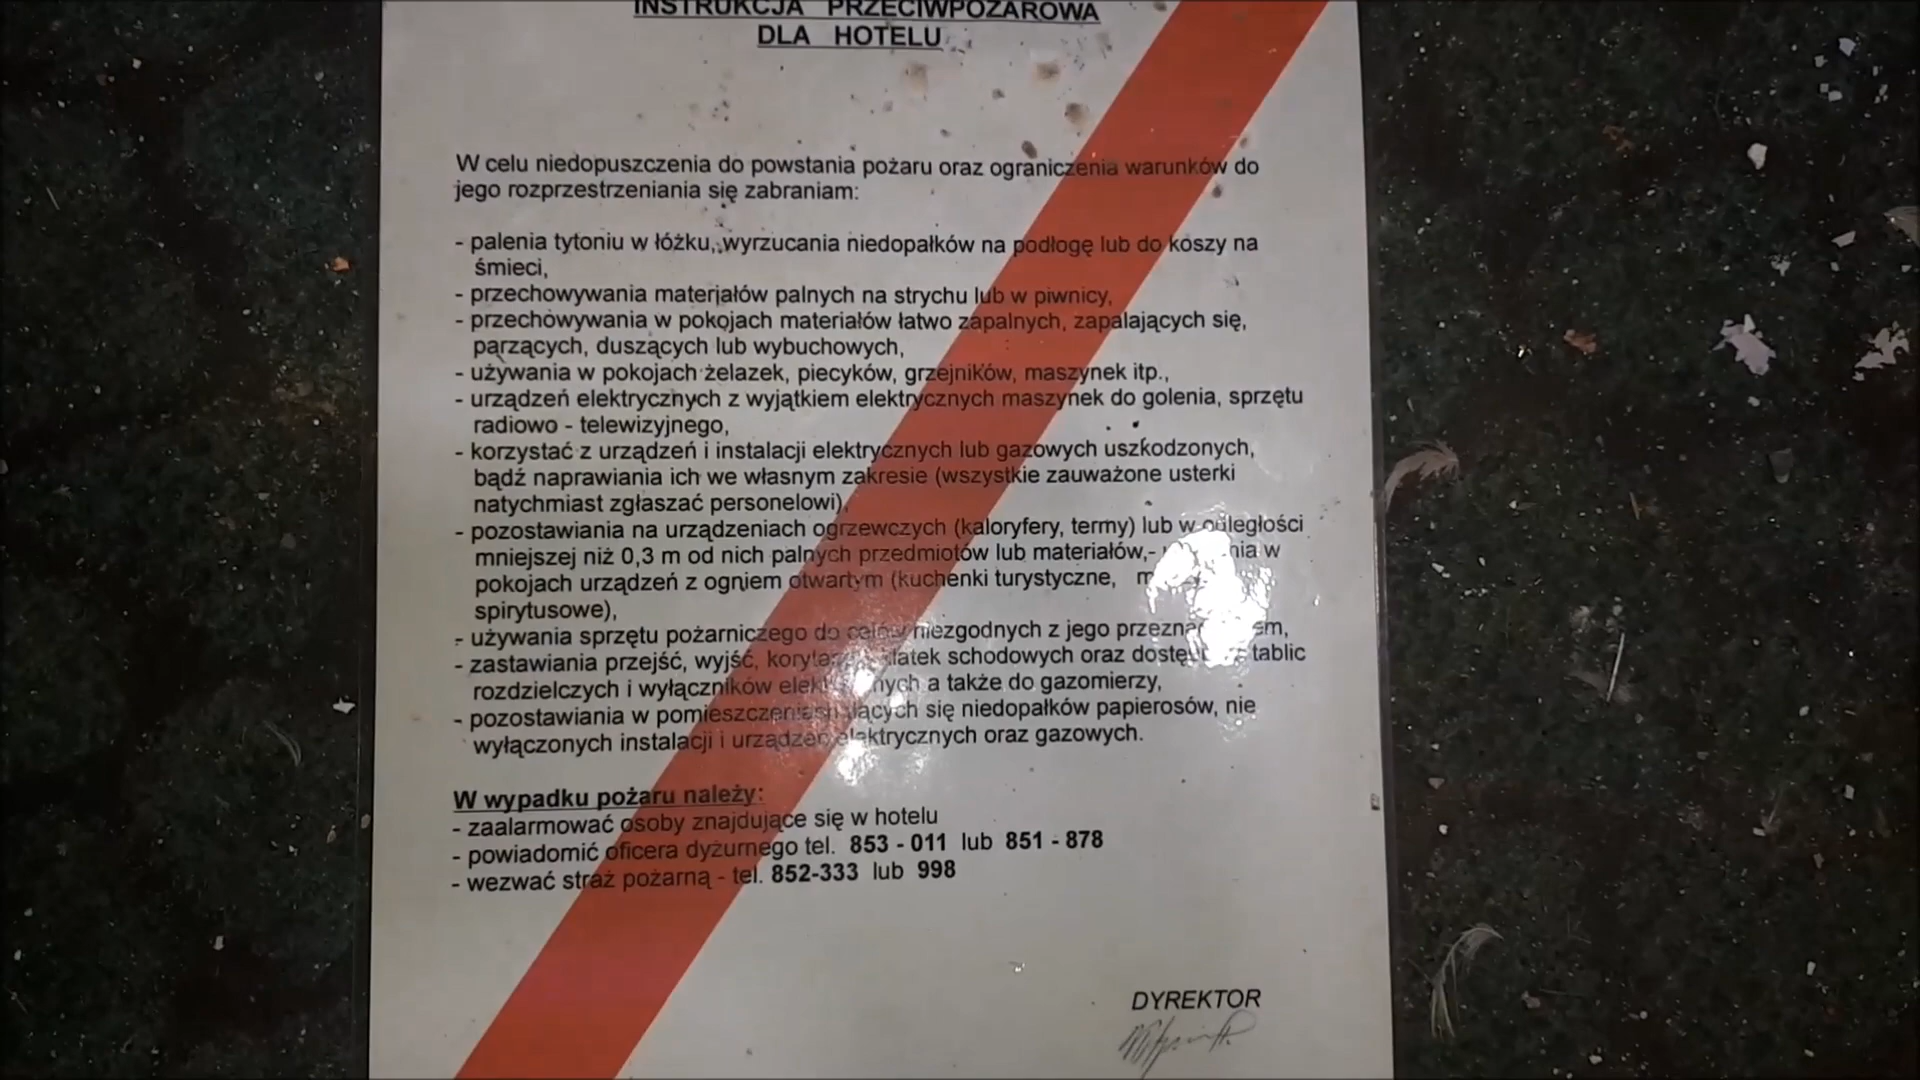 INSTRUKCJA PRZECIWPOŻAROWA
DLA HOTELU
W celu niedopuszczenia do powstania pożaru oraz ograniczenia warunków do
jego rozprzestrzeniania się zabraniam:
- palenia tytoniu w łóżku, wyrzucania niedopałków na podłogę lub do koszy na
śmieci,
- przechowywania materiałów palnych na strychu lub w piwnicy,
- przechowywania w pokojach materiałów łatwo zapalnych, zapalających się,
parzących, duszących lub wybuchowych,
- używania w pokojach żelazek, piecyków, grzejników, maszynek itp.,
- urządzeń elektrycznych z wyjątkiem elektrycznych maszynek do golenia, sprzętu
radiowo - telewizyjnego,
- korzystać z urządzeń i instalacji elektrycznych lub gazowych uszkodzonych,
bądź naprawiania ich we własnym zakresie (wszystkie zauważone usterki
natychmiast zgłaszać personelowi),
- pozostawiania na urządzeniach ogrzewczych (kaloryfery, termy) lub w odległości
mniejszej niż 0,3 m od nich palnych przedmiotów lub materiałów,- w
pokojach urządzeń z ogniem otwartym (kuchenki turystyczne,
spirytusowe),
- używania sprzętu pożarniczego do celów niezgodnych z jego przeznaczeniem,
- zastawiania przejść, wyjść, korytarzy, klatek schodowych oraz tablic
rozdzielczych i wyłączników elektrycznych a także do gazomierzy,
- pozostawiania w się niedopałków papierosów, nie
wyłączonych instalacji i urządzeń elektrycznych oraz gazowych.
W wypadku pożaru należy:
- zaalarmować osoby znajdujące się w hotelu
- powiadomić oficera dyżurnego tel. 853 - 011 lub 851 - 878
- wezwać straż pożarną - tel. 852-333 lub 998
DYREKTOR